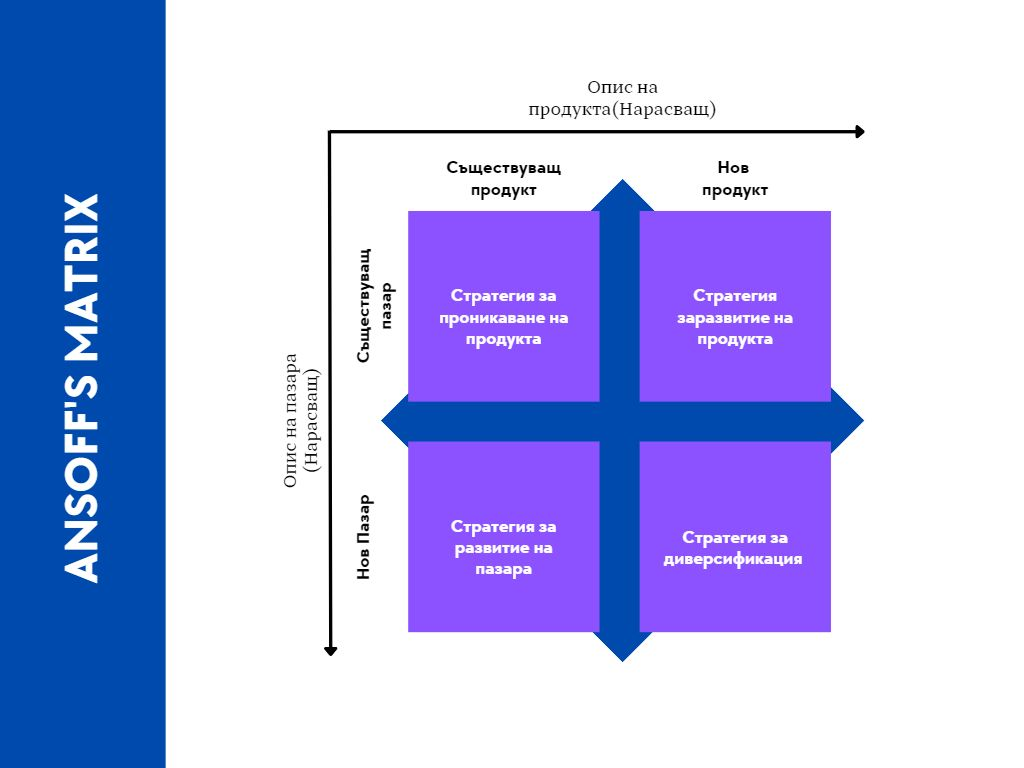 ANSOFF'S MATRIX
Опис на
продукта(Нарасващ)
Съществуващ
продукт
Нов
продукт
Съществуващ
пазар
Стратегия за
проникаване на
продукта
Стратегия
заразвитие на
продукта
Опис на пазара
(Нарасващ)
Нов Пазар
Стратегия за
развитие на
пазара
Стратегия за
диверсификация